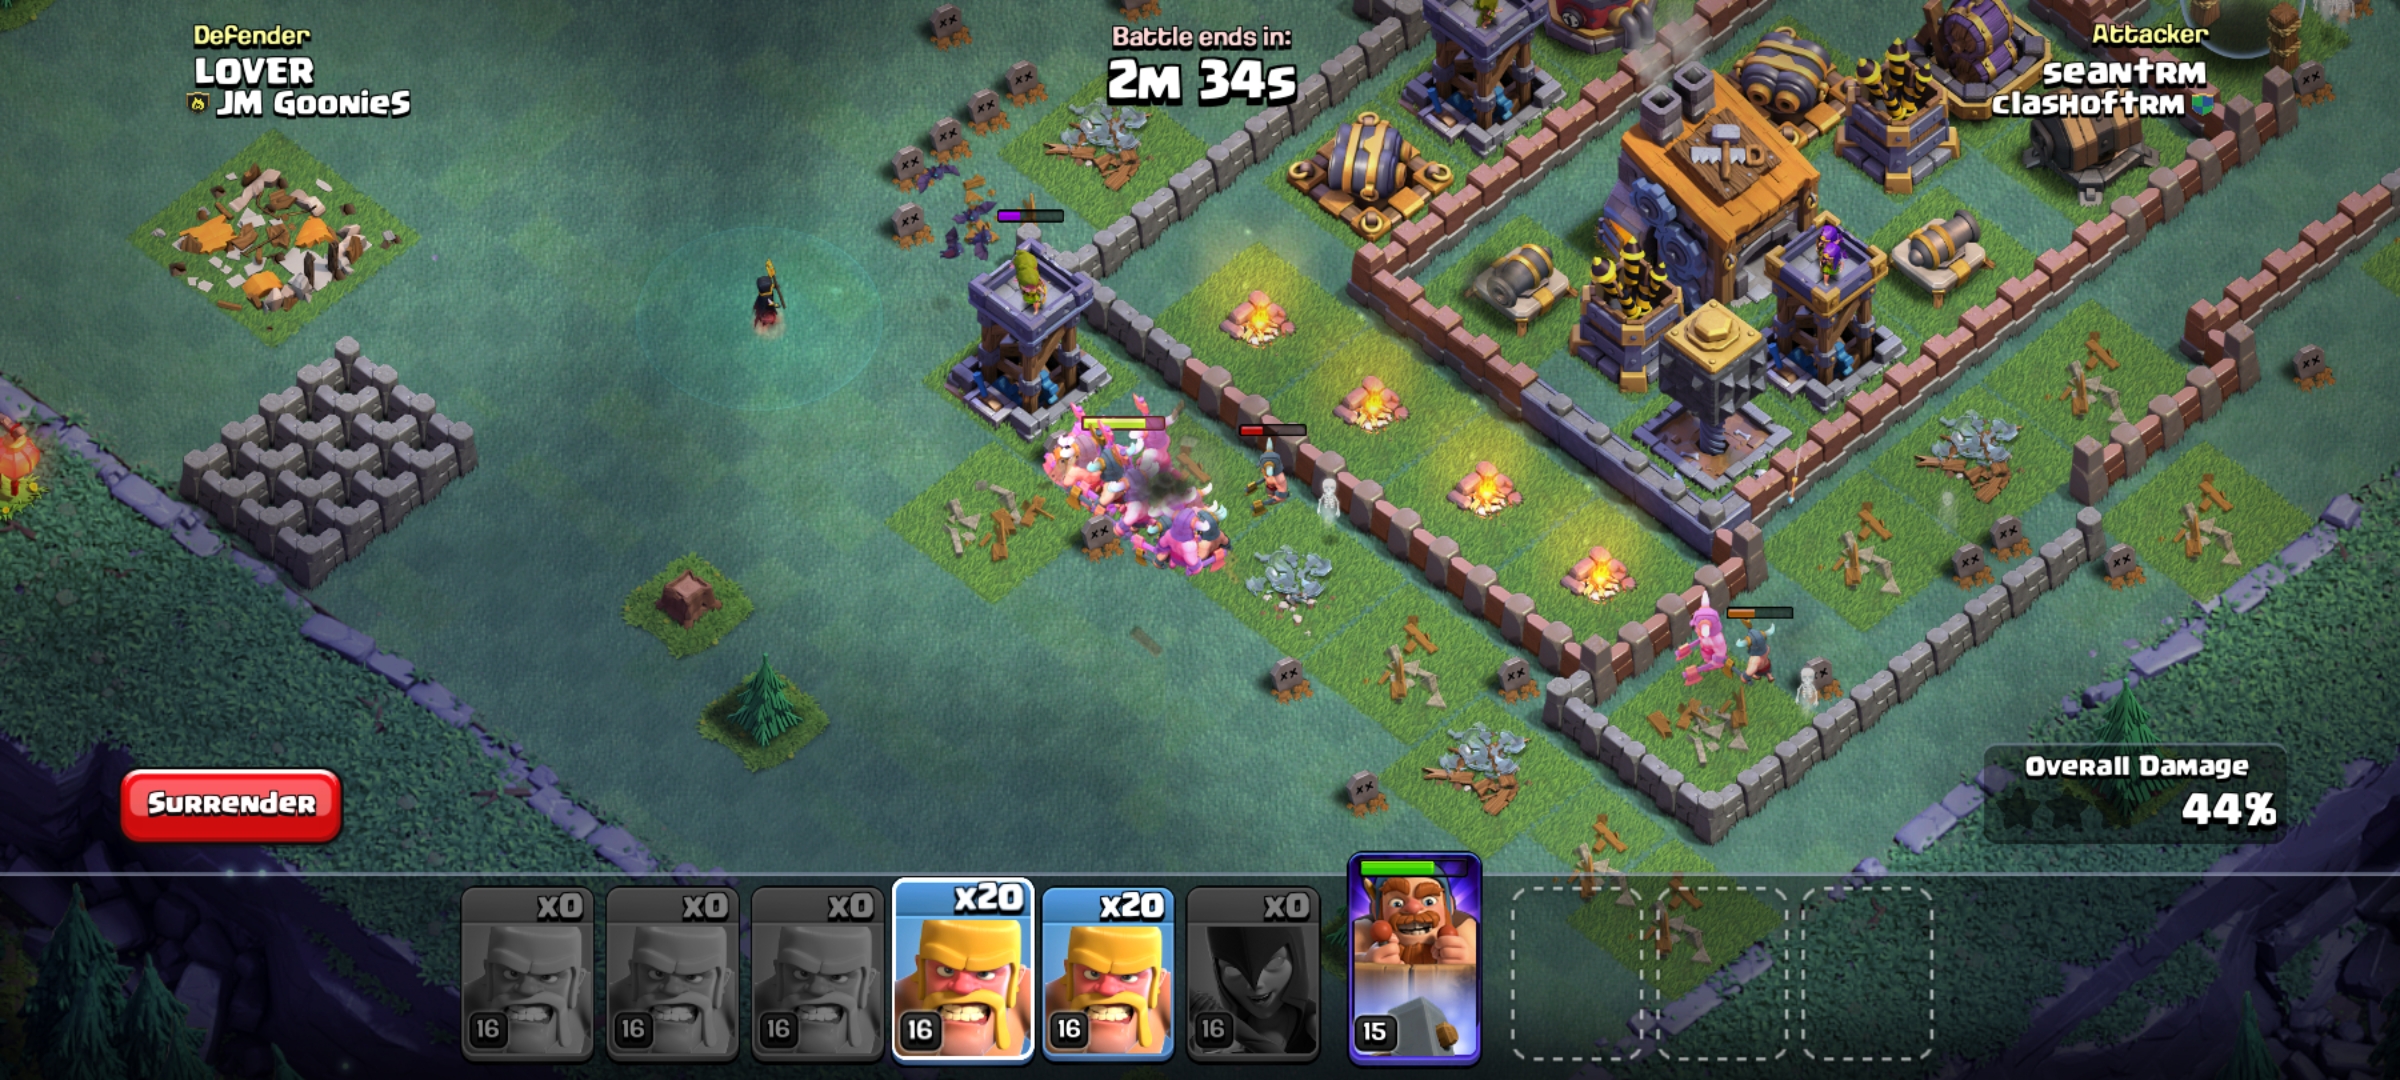 Defender
LOVER
JM GOONIES
Battle ends in:
2M 34S
Attacker
seantRM
clashoftRM
Surrender
Overall Damage
44%
x0
x0
x0
x20
x20
x0
16
16
16
16
16
16
15